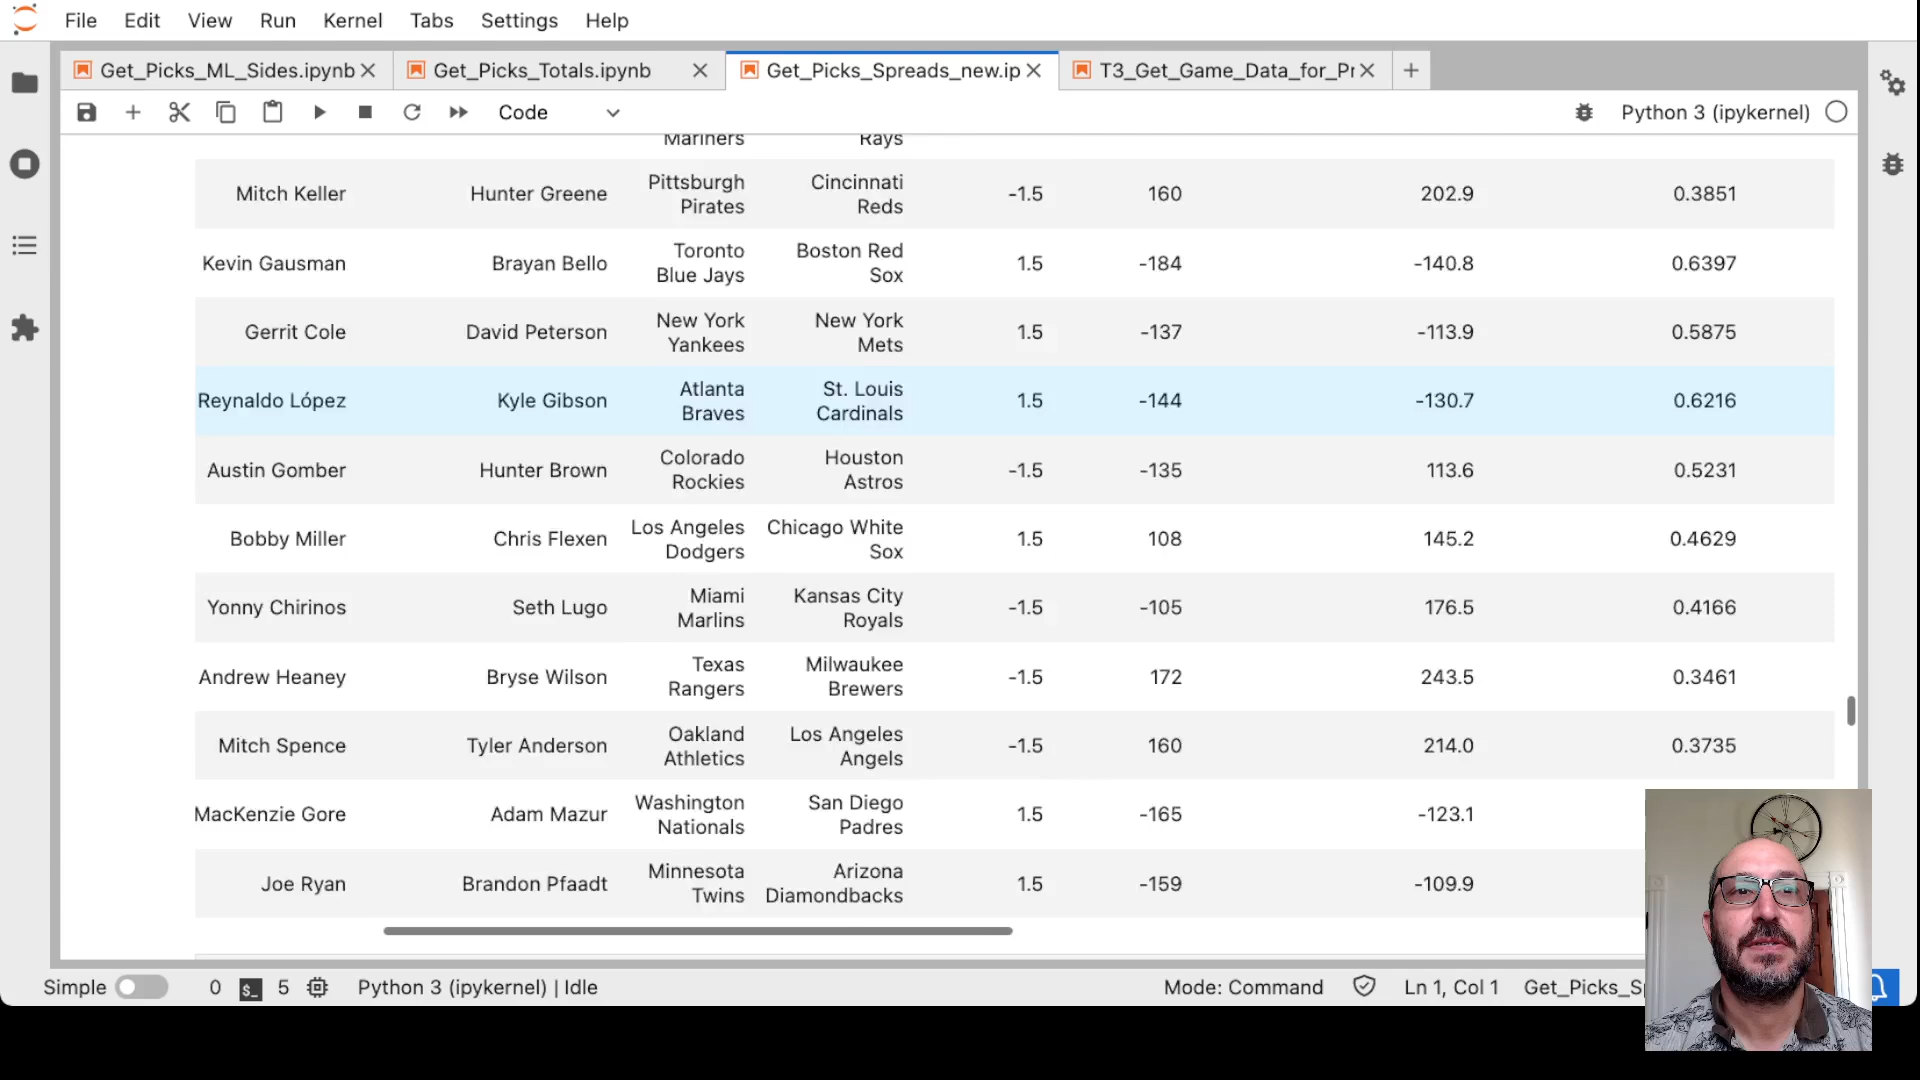 File Edit View Run Kernel Tabs Settings Help
Get_Picks_ML_Sides.ipynb Get_Picks_Totals.ipynb Get_Picks_Spreads_new.ip T3_Get_Game_Data_for_Pr
Code Python 3 (ipykernel)
Mariners Rays
Mitch Keller Hunter Greene Pittsburgh Pirates Cincinnati Reds -1.5 160 202.9 0.3851
Kevin Gausman Brayan Bello Toronto Blue Jays Boston Red Sox 1.5 -184 -140.8 0.6397
Gerrit Cole David Peterson New York Yankees New York Mets 1.5 -137 -113.9 0.5875
Reynaldo López Kyle Gibson Atlanta Braves St. Louis Cardinals 1.5 -144 -130.7 0.6216
Austin Gomber Hunter Brown Colorado Rockies Houston Astros -1.5 -135 113.6 0.5231
Bobby Miller Chris Flexen Los Angeles Dodgers Chicago White Sox 1.5 108 145.2 0.4629
Yonny Chirinos Seth Lugo Miami Marlins Kansas City Royals -1.5 -105 176.5 0.4166
Andrew Heaney Bryse Wilson Texas Rangers Milwaukee Brewers -1.5 172 243.5 0.3461
Mitch Spence Tyler Anderson Oakland Athletics Los Angeles Angels -1.5 160 214.0 0.3735
MacKenzie Gore Adam Mazur Washington Nationals San Diego Padres 1.5 -165 -123.1
Joe Ryan Brandon Pfaadt Minnesota Twins Arizona Diamondbacks 1.5 -159 -109.9
Simple 0 $_ 5 Python 3 (ipykernel) | Idle Mode: Command Ln 1, Col 1 Get_Picks_S